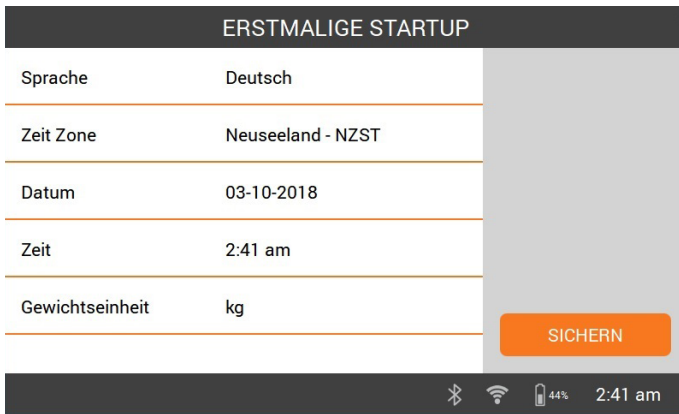 ERSTMALIGE STARTUP
Sprache Deutsch
Zeit Zone Neuseeland - NZST
Datum 03-10-2018
Zeit 2:41 am
Gewichtseinheit kg
SICHERN
44% 2:41 am